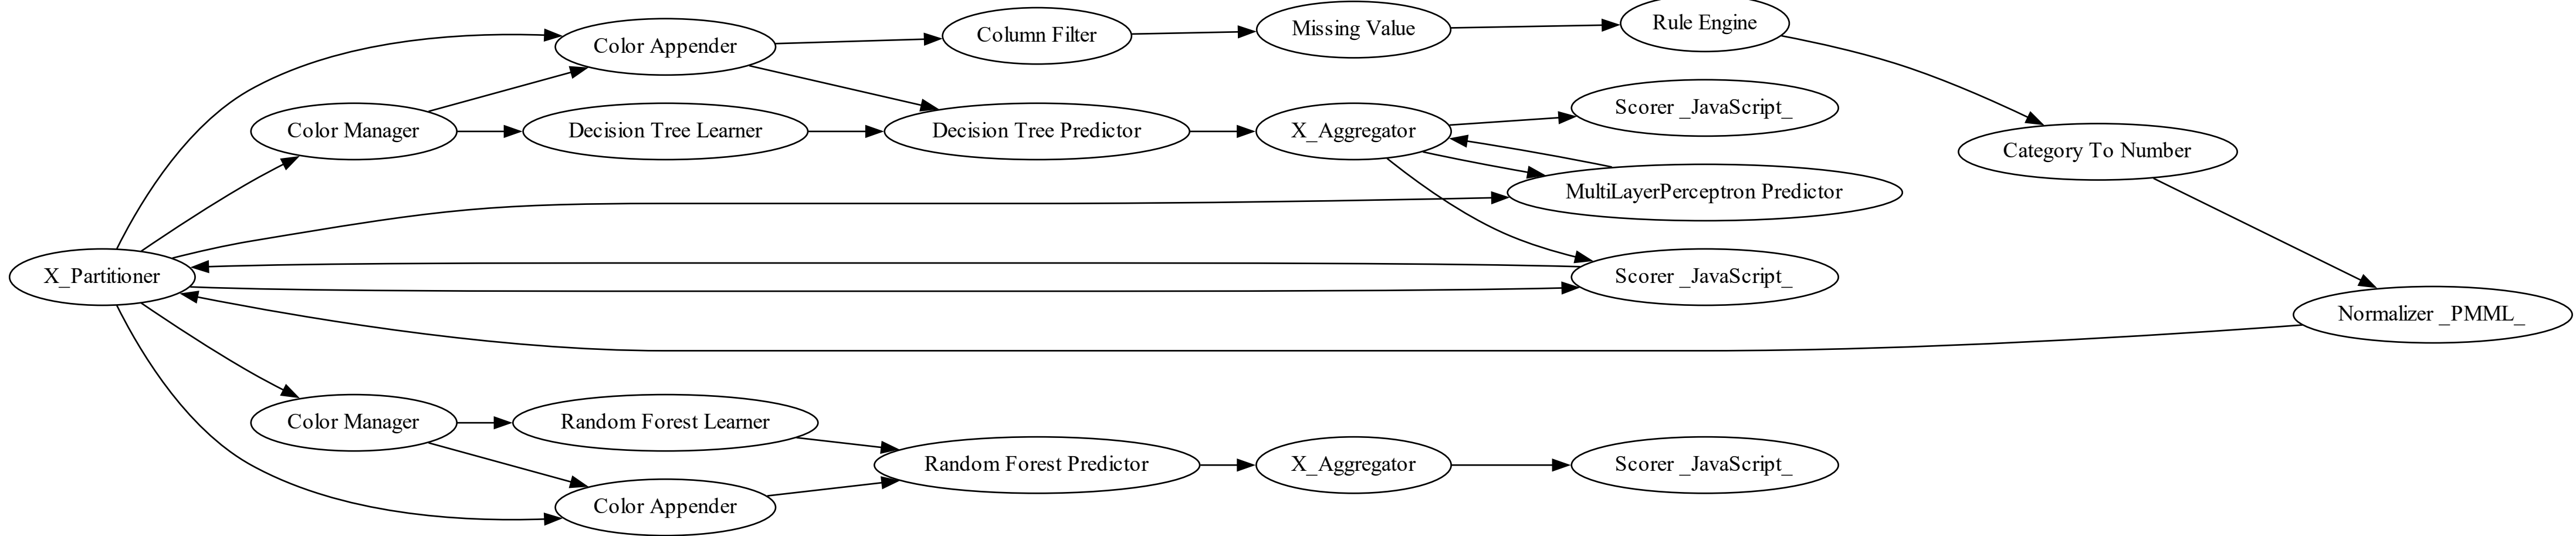 Color Appender
Column Filter
Missing Value
Rule Engine
Color Manager
Decision Tree Learner
Decision Tree Predictor
X_Aggregator
Scorer _JavaScript_
Category To Number
MultiLayerPerceptron Predictor
X_Partitioner
Scorer _JavaScript_
Normalizer _PMML_
Color Manager
Random Forest Learner
Random Forest Predictor
X_Aggregator
Scorer _JavaScript_
Color Appender